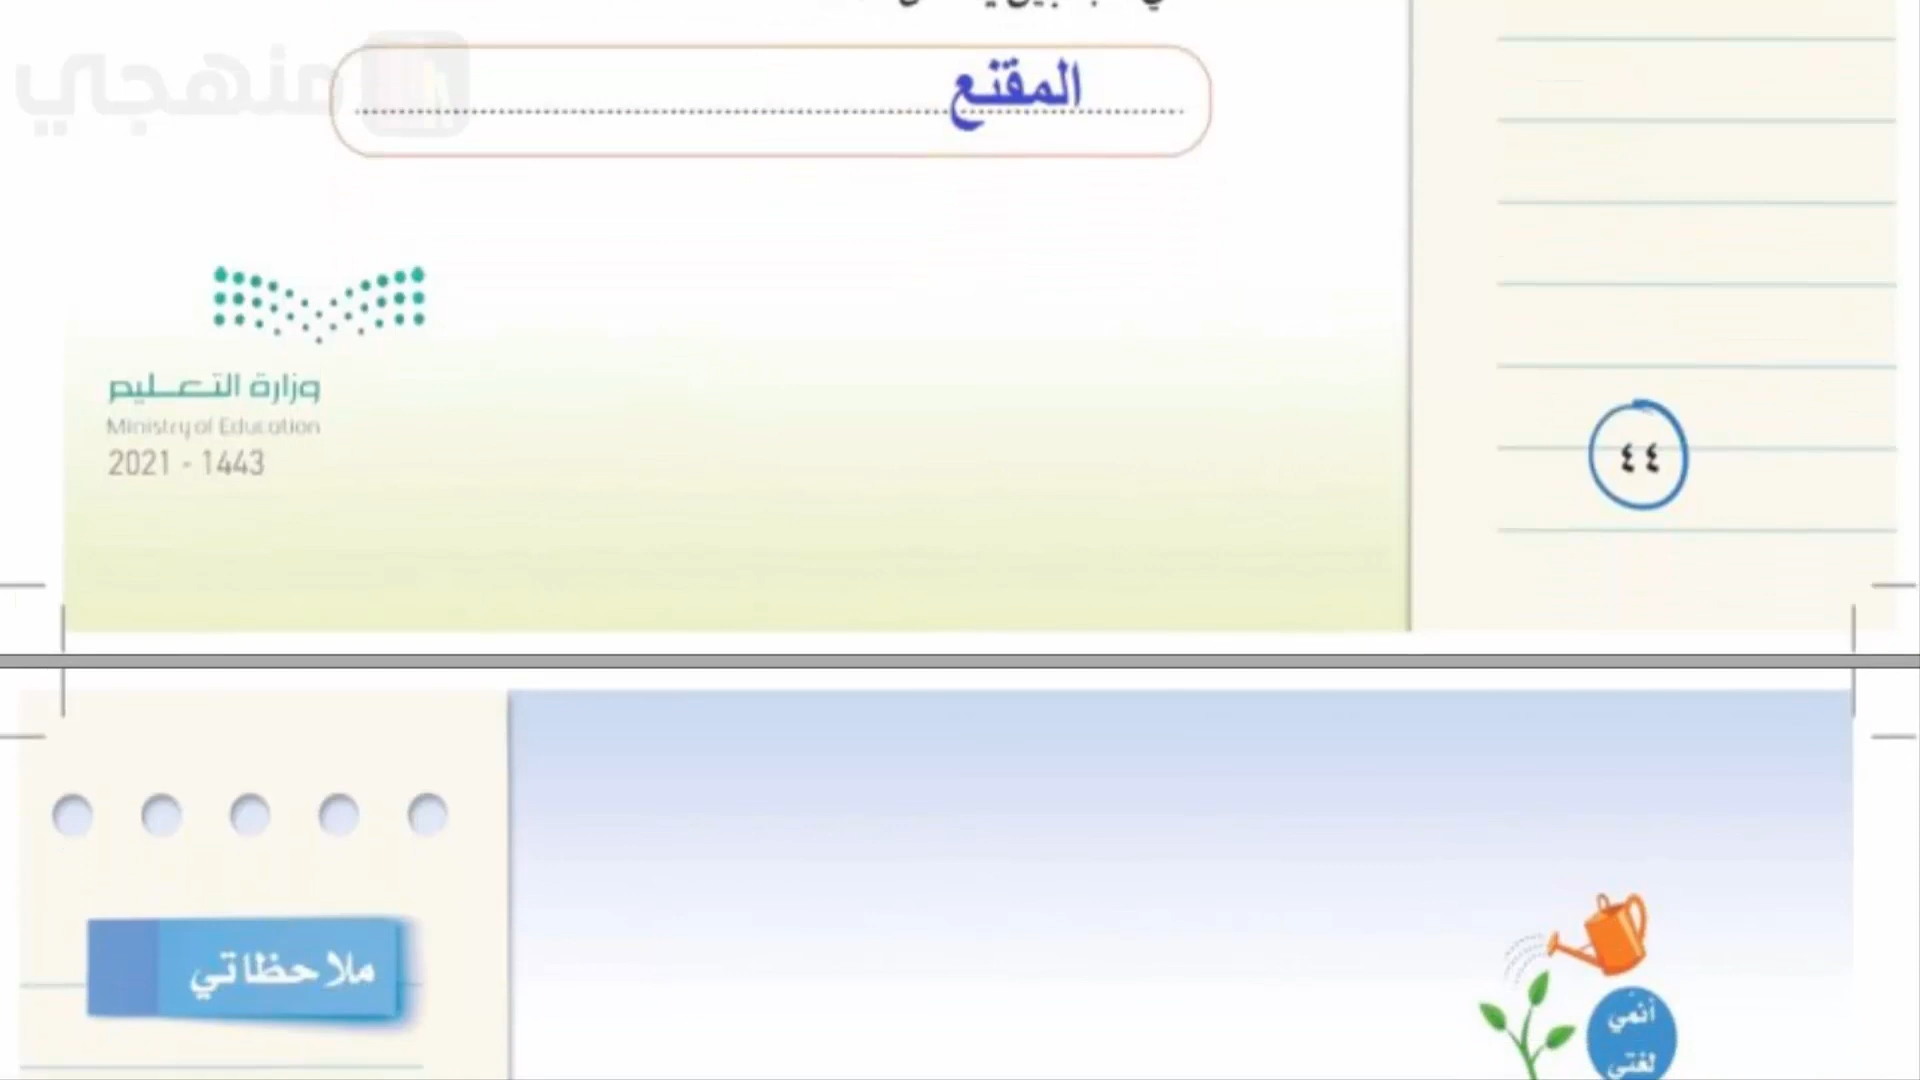 منهجي
المقنع
وزارة التعليم
Ministry of Education
2021 - 1443
٤٤
ملاحظاتي
أنمي
لغتي